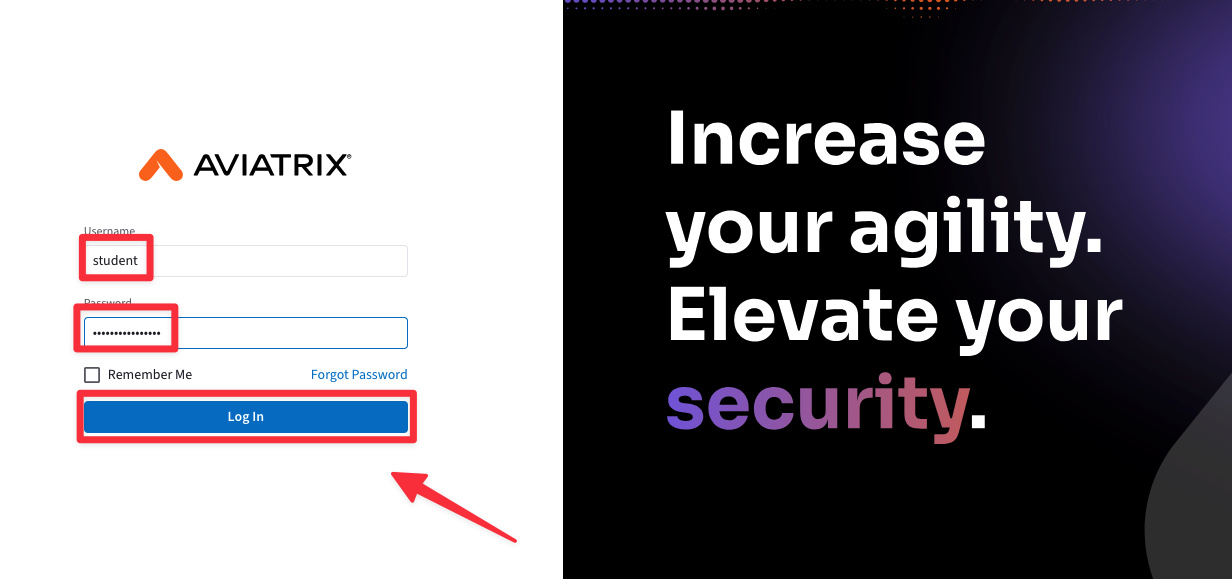 AVIATRIX®
Username
student
Password
••••••••••••••••
Remember Me
Forgot Password
Log In
Increase
your agility.
Elevate your
security.